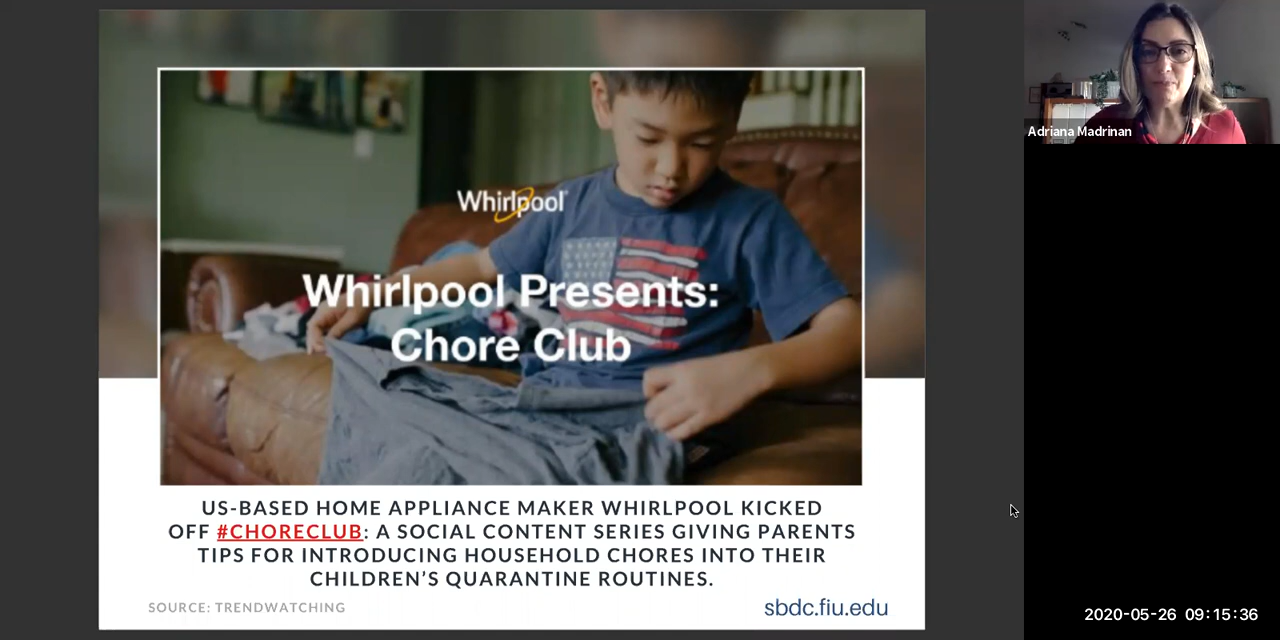 Whirlpool
Whirlpool Presents:
Chore Club
US-BASED HOME APPLIANCE MAKER WHIRLPOOL KICKED
OFF #CHORECLUB: A SOCIAL CONTENT SERIES GIVING PARENTS
TIPS FOR INTRODUCING HOUSEHOLD CHORES INTO THEIR
CHILDREN’S QUARANTINE ROUTINES.
SOURCE: TRENDWATCHING
sbdc.fiu.edu
Adriana Madrinan
2020-05-26 09:15:36